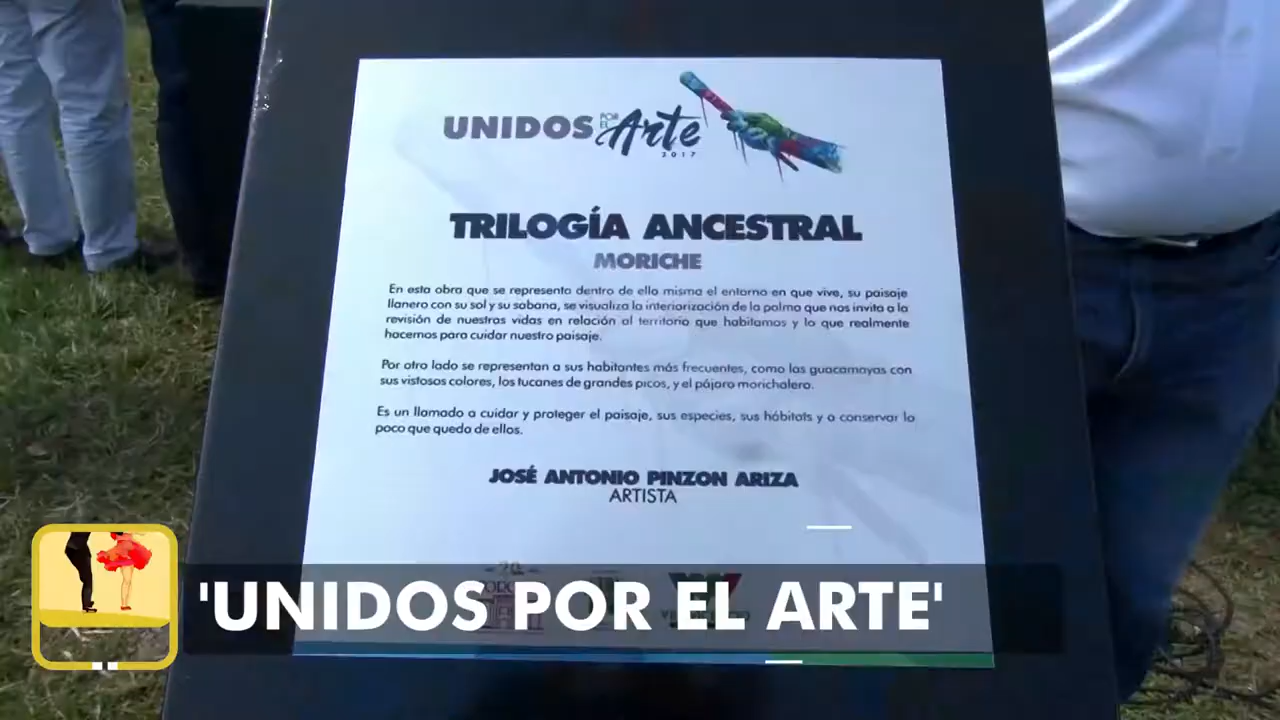 UNIDOS POR EL Arte
2017
TRILOGÍA ANCESTRAL
MORICHE
En esta obra que se representa dentro de ella misma el entorno en que vive, su paisaje
llanero con su sol y su sabana, se visualiza la interiorización de la palma que nos invita a la
revisión de nuestras vidas en relación al territorio que habitamos y lo que realmente
hacemos para cuidar nuestro paisaje.
Por otro lado se representan a sus habitantes más frecuentes, como las guacamayas con
sus vistosos colores, los tucanes de grandes picos, y el pájaro morichalero.
Es un llamado a cuidar y proteger el paisaje, sus especies, sus hábitats y a conservar lo
poco que queda de ellos.
JOSÉ ANTONIO PINZON ARIZA
ARTISTA
'UNIDOS POR EL ARTE'